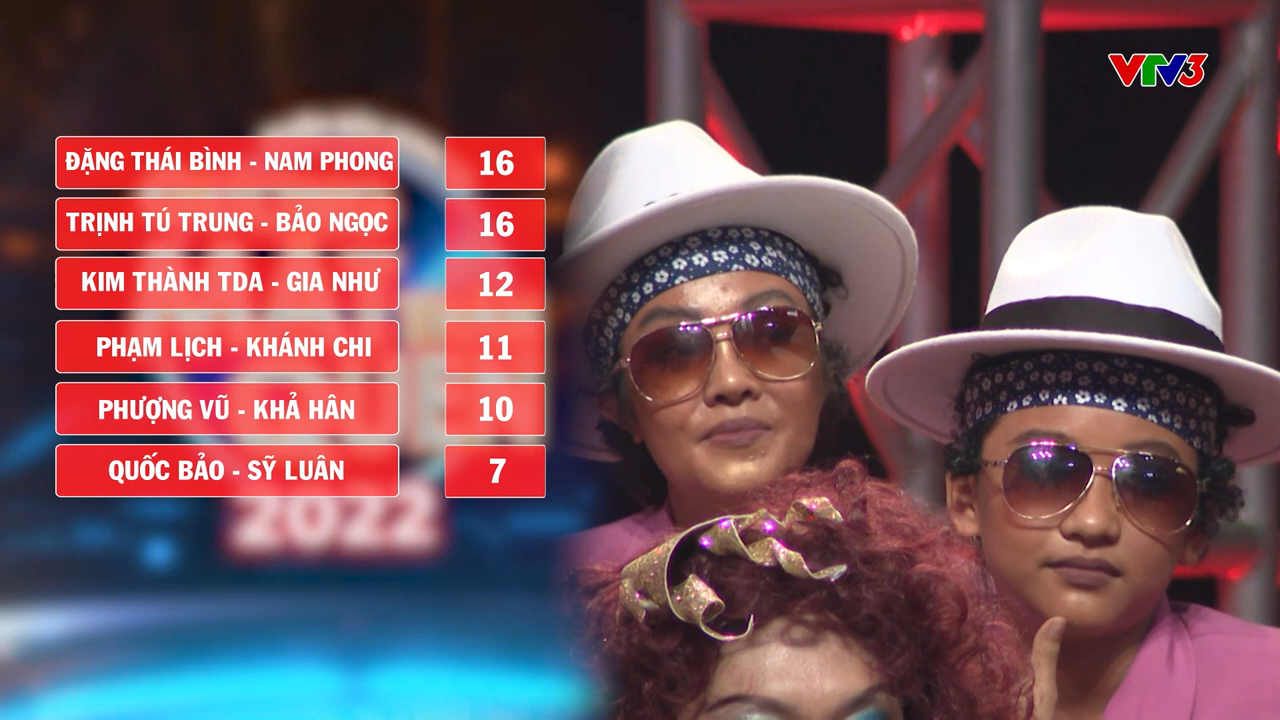 VTV3
ĐẶNG THÁI BÌNH - NAM PHONG 16
TRỊNH TÚ TRUNG - BẢO NGỌC 16
KIM THÀNH TDA - GIA NHƯ 12
PHẠM LỊCH - KHÁNH CHI 11
PHƯỢNG VŨ - KHẢ HÂN 10
QUỐC BẢO - SỸ LUÂN 7
2022